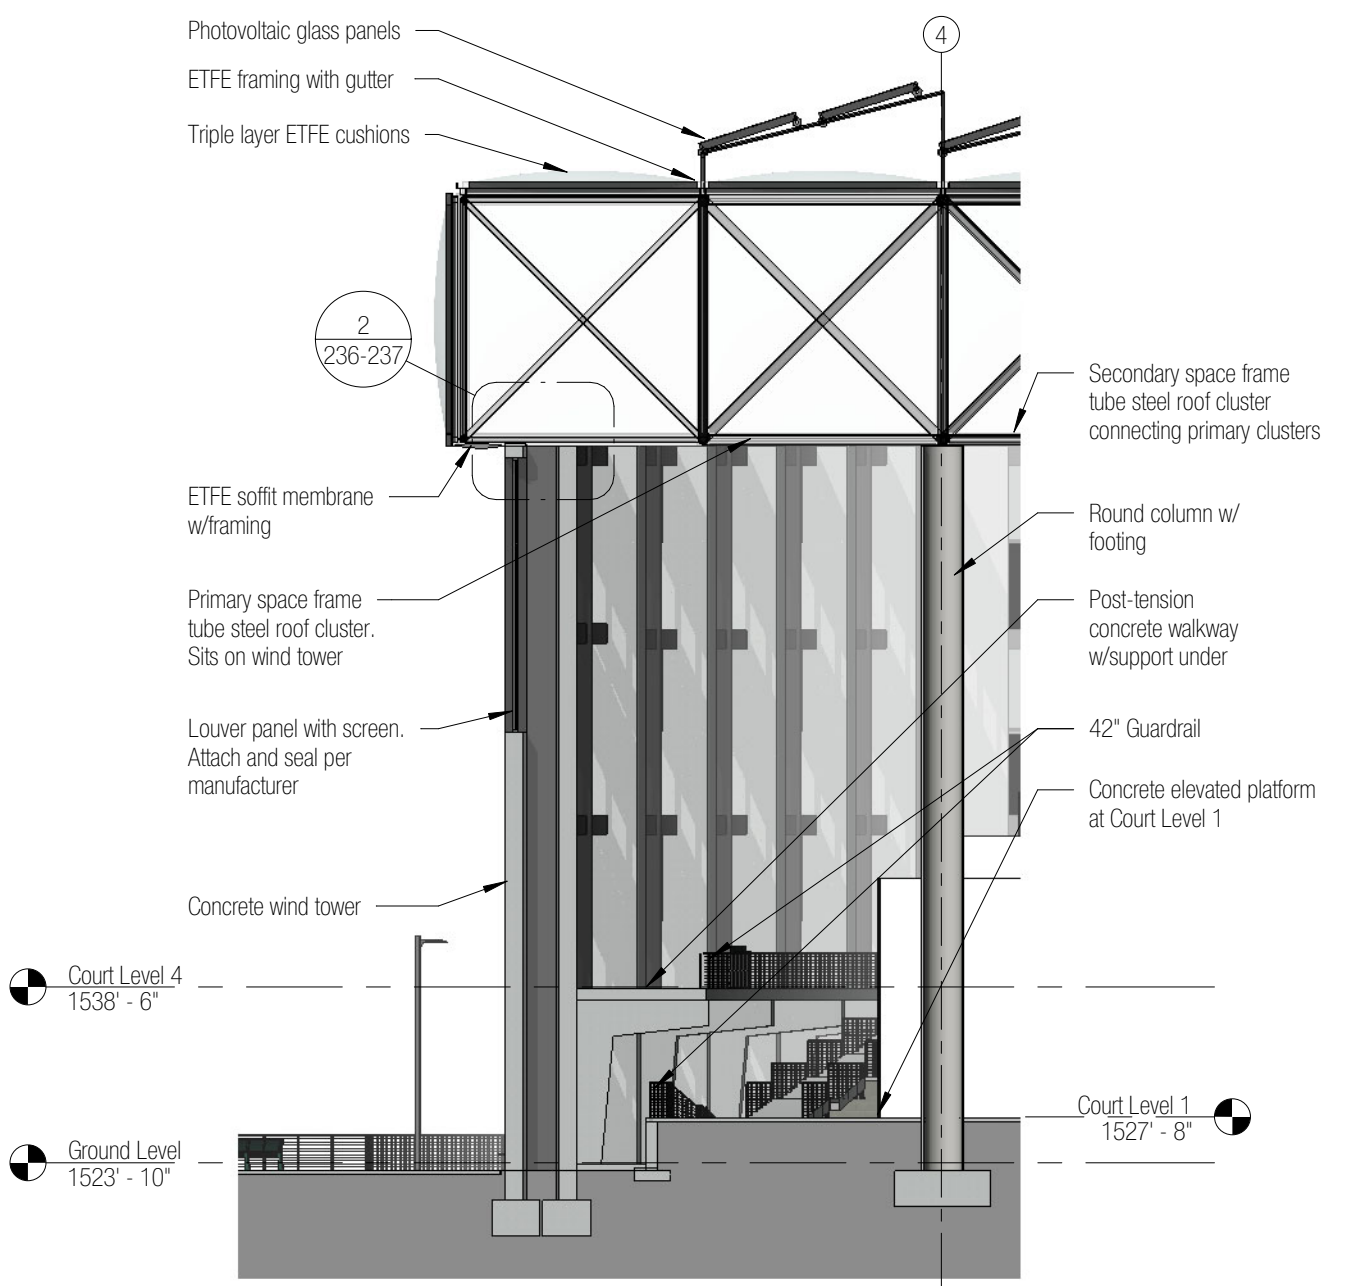 Photovoltaic glass panels
ETFE framing with gutter
Triple layer ETFE cushions
4
2
236-237
ETFE soffit membrane
w/framing
Primary space frame
tube steel roof cluster.
Sits on wind tower
Louver panel with screen.
Attach and seal per
manufacturer
Concrete wind tower
Court Level 4
1538' - 6"
Ground Level
1523' - 10"
Secondary space frame
tube steel roof cluster
connecting primary clusters
Round column w/
footing
Post-tension
concrete walkway
w/support under
42" Guardrail
Concrete elevated platform
at Court Level 1
Court Level 1
1527' - 8"